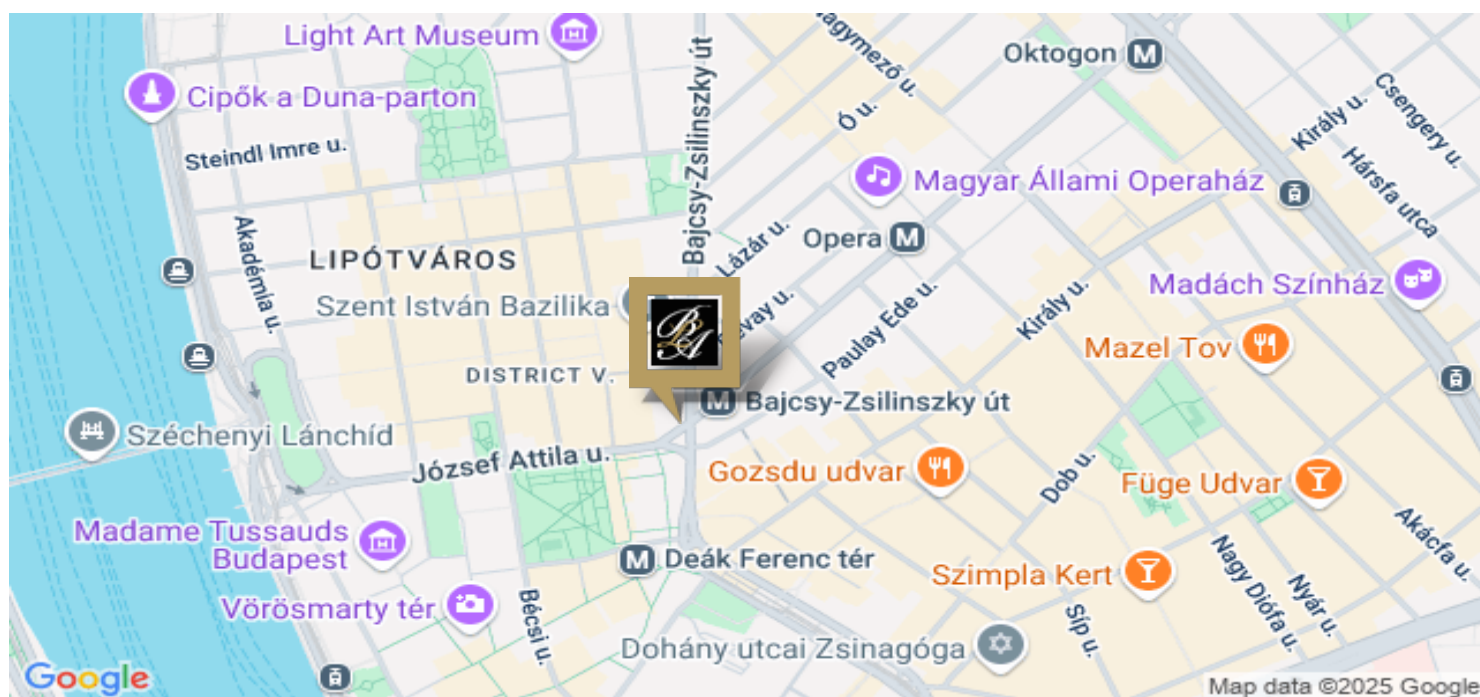 Light Art Museum
Bajcsy-Zsilinszky út
Nagymező u.
Oktogon M
Csengery u.
Cipők a Duna-parton
Ó u.
Király u.
Steindl Imre u.
Hársfa utca
Magyar Állami Operaház
Akadémia u.
Lázár u.
Opera M
LIPÓTVÁROS
Szent István Bazilika
Madách Színház
Paulay Ede u.
Király u.
Mazel Tov
DISTRICT V.
M Bajcsy-Zsilinszky út
Széchenyi Lánchíd
József Attila u.
Gozsdu udvar
Dob u.
Füge Udvar
Akácfa u.
Madame Tussauds
Budapest
M Deák Ferenc tér
Szimpla Kert
Nagy Diófa u.
Nyár u.
Vörösmarty tér
Bécsi u.
Síp u.
Dohány utcai Zsinagóga
Google
Map data ©2025 Google